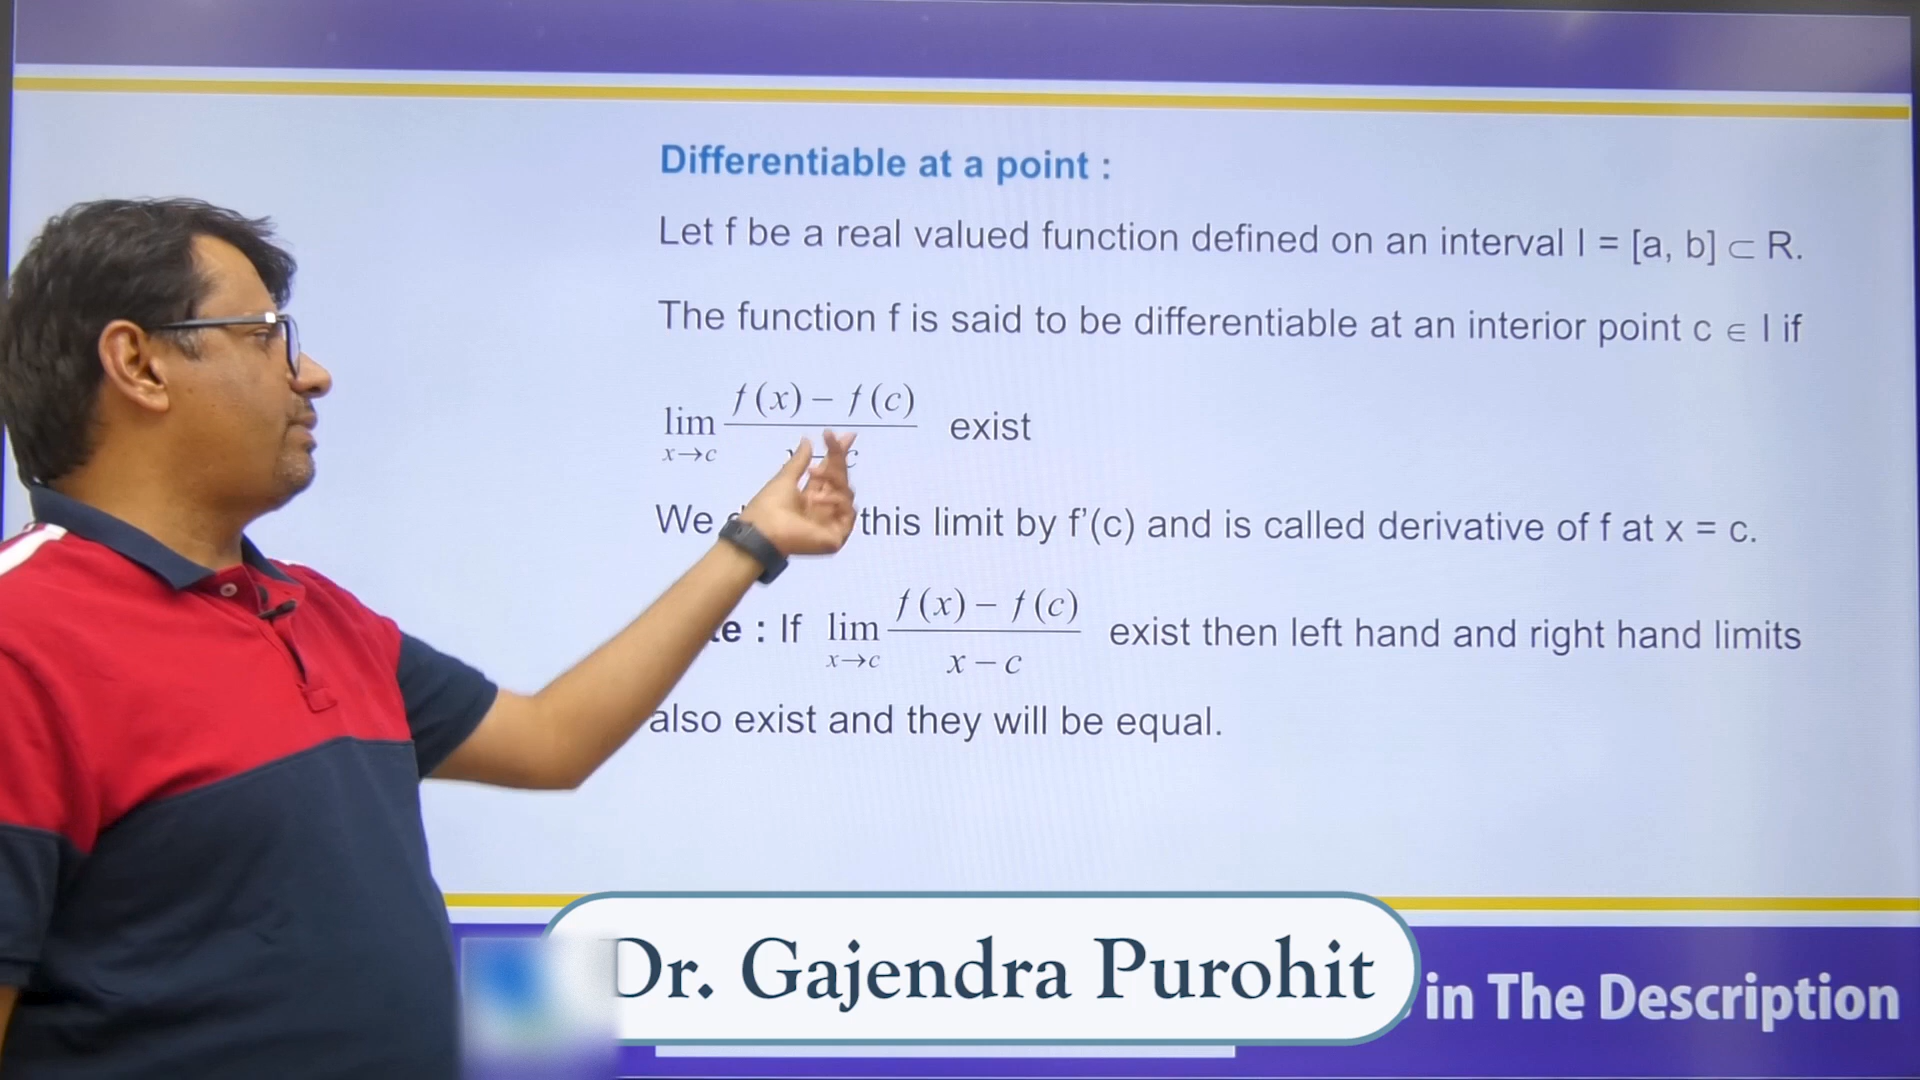 Differentiable at a point :
Let f be a real valued function defined on an interval I = [a, b] ⊂ R.
The function f is said to be differentiable at an interior point c ∈ I if
lim x→c f(x) − f(c) exist
We this limit by f'(c) and is called derivative of f at x = c.
: If lim x→c f(x) − f(c) / x − c exist then left hand and right hand limits
also exist and they will be equal.
Dr. Gajendra Purohit
in The Description